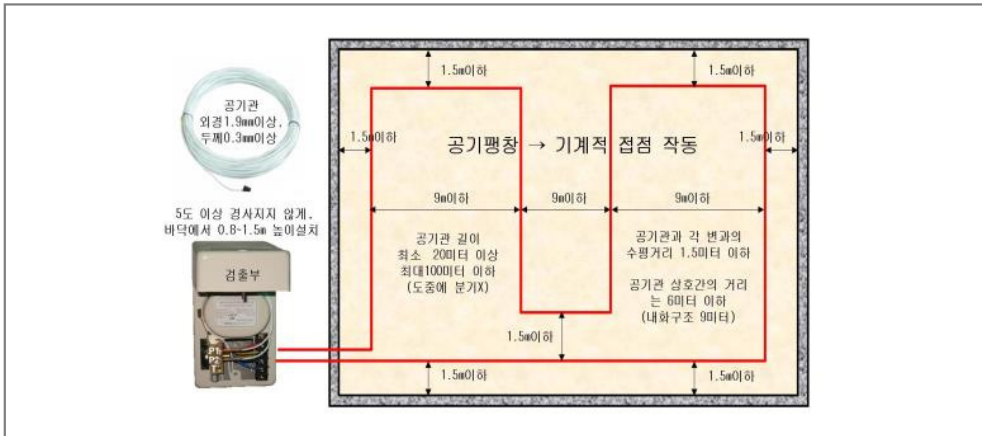 공기관
외경1.9mm이상,
두께0.3mm이상
5도 이상 경사지지 않게,
바닥에서 0.8~1.5m 높이설치
검출부
P1
P2
1.5m이하
1.5m이하
1.5m이하
1.5m이하
공기팽창 → 기계적 접점 작동
9m이하
9m이하
9m이하
공기관 길이
최소 20미터 이상
최대100미터 이하
(도중에 분기X)
공기관과 각 변과의
수평거리 1.5미터 이하
공기관 상호간의 거리
는 6미터 이하
(내화구조 9미터)
1.5m이하
1.5m이하
1.5m이하